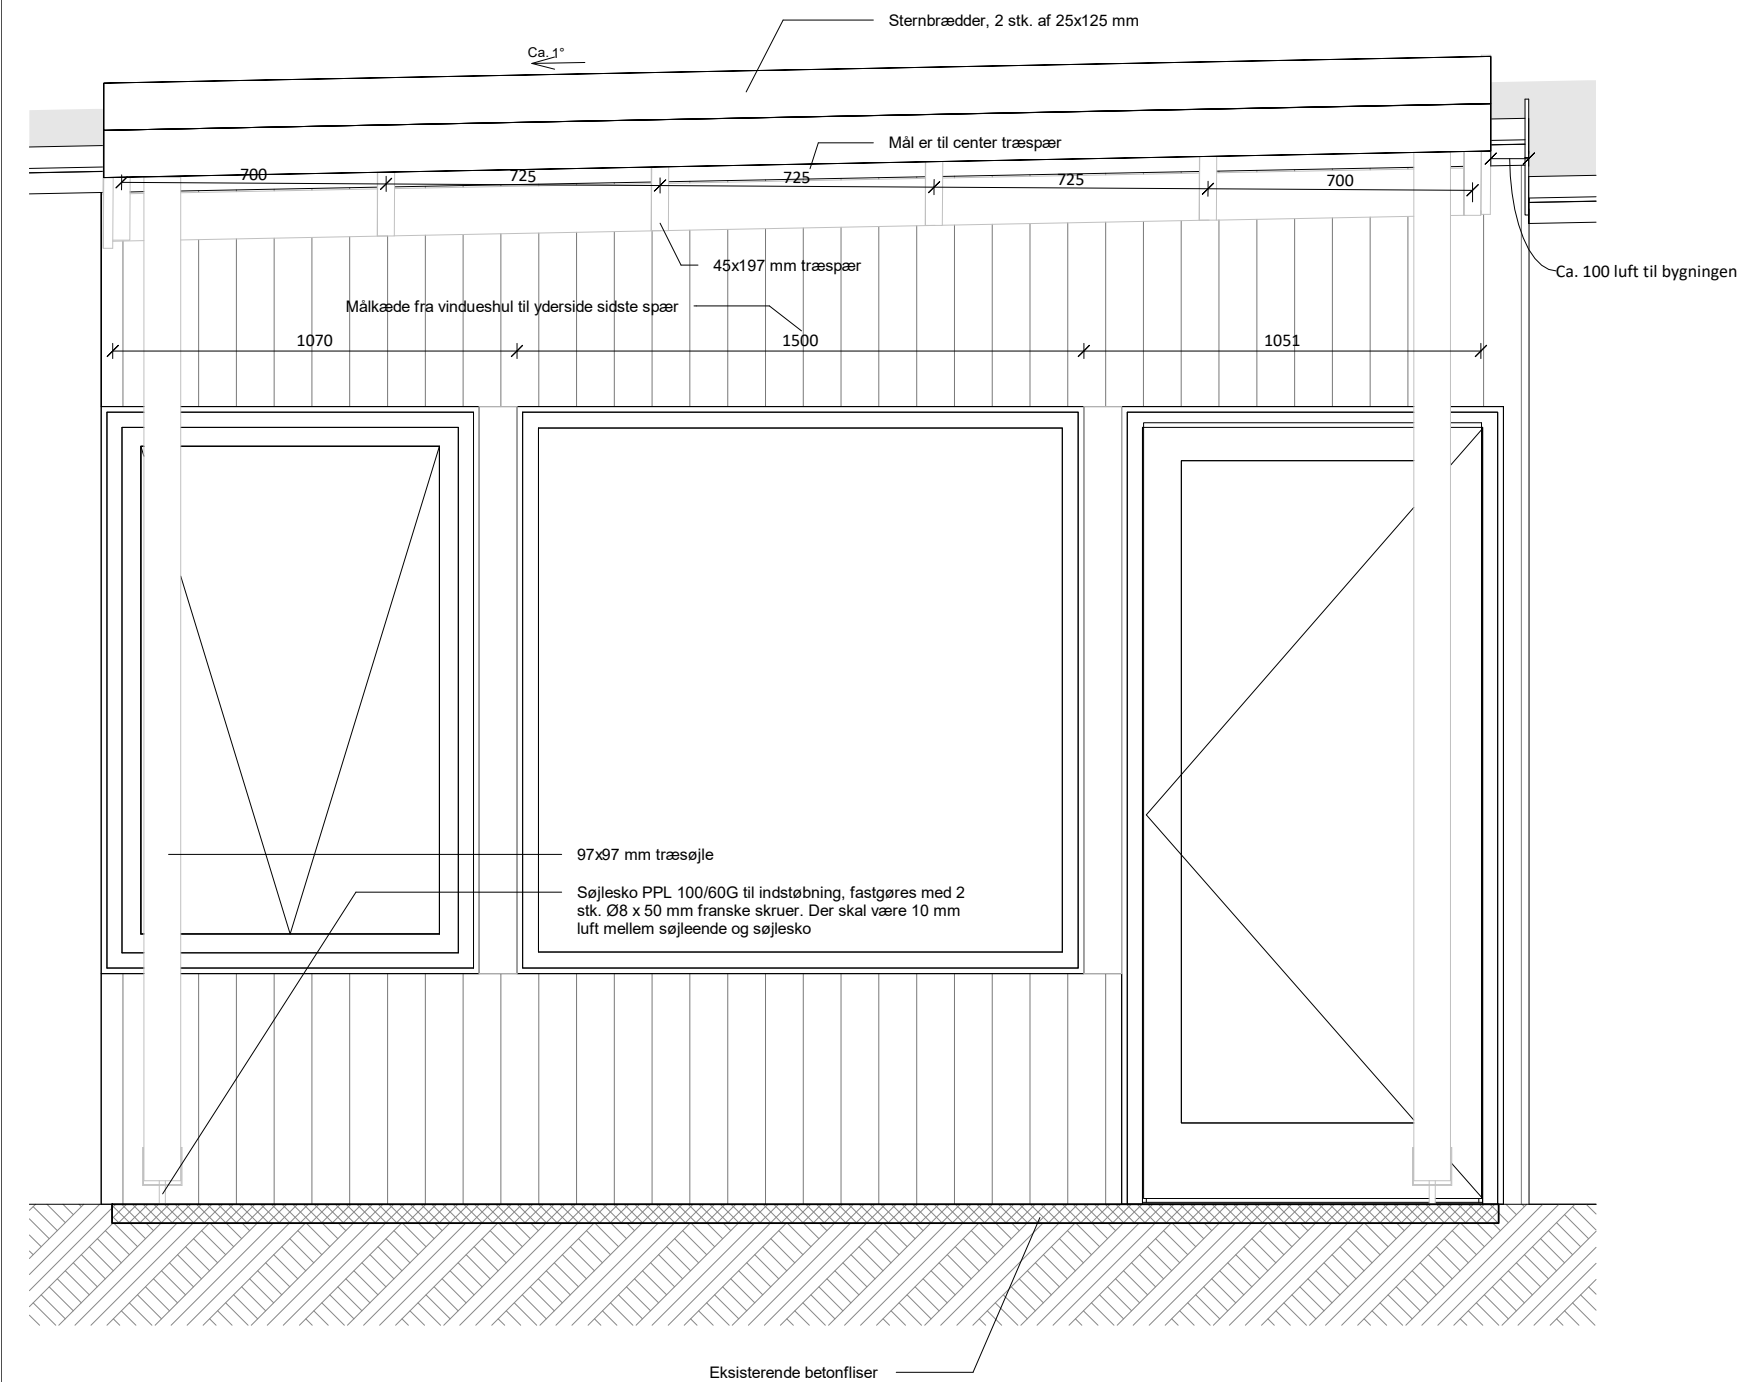 Sternbrædder, 2 stk. af 25x125 mm
Ca. 1°
Mål er til center træspær
700
725
725
725
700
45x197 mm træspær
Ca. 100 luft til bygningen
Målkæde fra vindueshul til yderside sidste spær
1070
1500
1051
97x97 mm træsøjle
Søjlesko PPL 100/60G til indstøbning, fastgøres med 2
stk. Ø8 x 50 mm franske skruer. Der skal være 10 mm
luft mellem søjleende og søjlesko
Eksisterende betonfliser